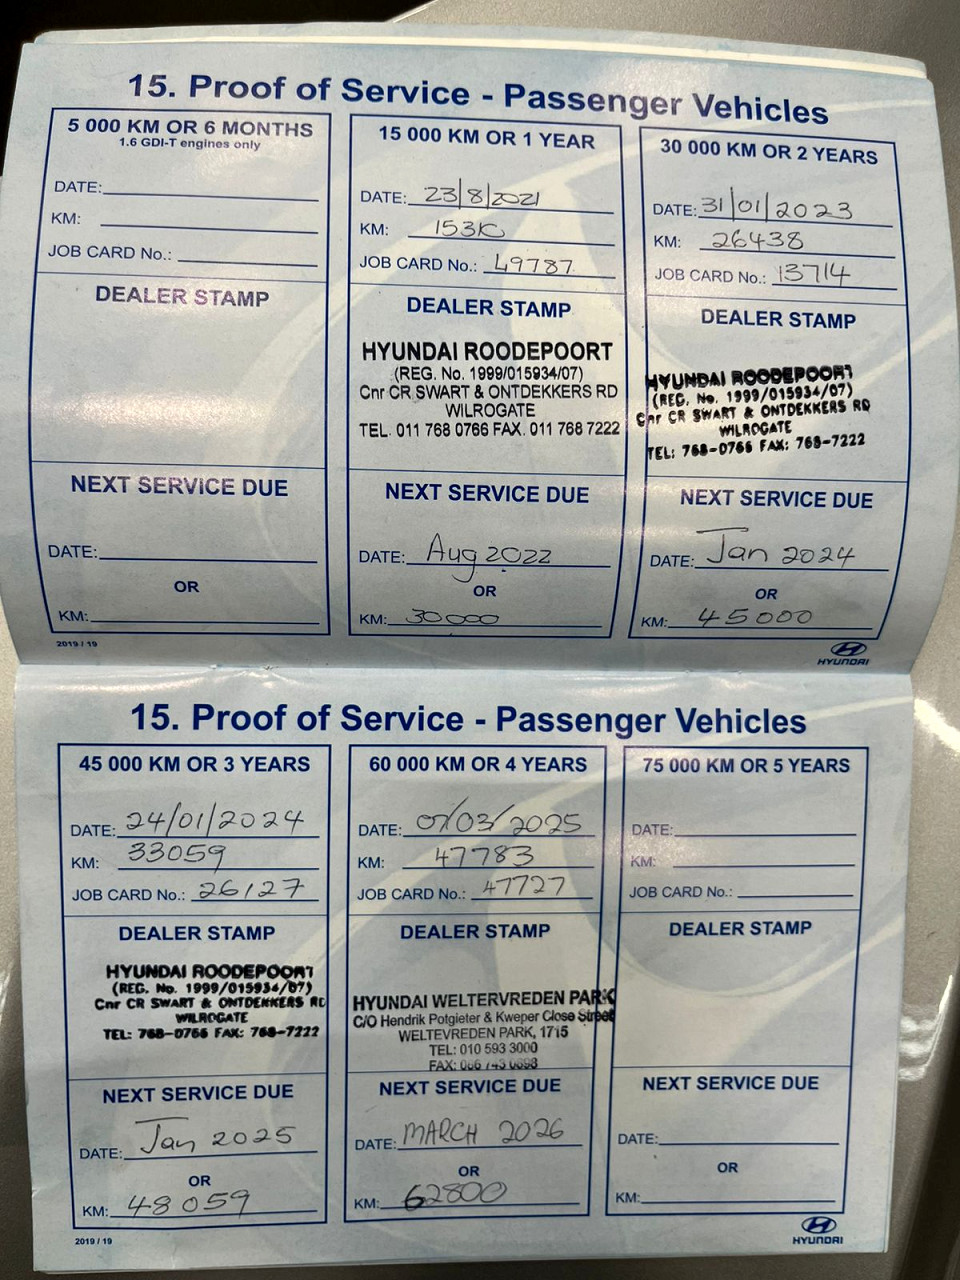 15. Proof of Service - Passenger Vehicles
5 000 KM OR 6 MONTHS
1.6 GDI-T engines only
DATE:
KM:
JOB CARD No.:
DEALER STAMP
NEXT SERVICE DUE
DATE:
OR
KM:
2019 / 19
15 000 KM OR 1 YEAR
DATE: 23/8/2021
KM: 153K
JOB CARD No.: 49787
DEALER STAMP
HYUNDAI ROODEPOORT
(REG. No. 1999/015934/07)
Cnr CR SWART & ONTDEKKERS RD
WILROGATE
TEL. 011 768 0766 FAX. 011 768 7222
NEXT SERVICE DUE
DATE: Aug 2022
OR
KM: 30000
30 000 KM OR 2 YEARS
DATE: 31/01/2023
KM: 26438
JOB CARD No.: 13714
DEALER STAMP
HYUNDAI ROODEPOORT
(REG. No. 1999/015934/07)
Cnr CR SWART & ONTDEKKERS RD
WILROGATE
TEL: 768-0766 FAX: 768-7222
NEXT SERVICE DUE
DATE: Jan 2024
OR
KM: 45000
HYUNDAI
15. Proof of Service - Passenger Vehicles
45 000 KM OR 3 YEARS
DATE: 24/01/2024
KM: 33059
JOB CARD No.: 26127
DEALER STAMP
HYUNDAI ROODEPOORT
(REG. No. 1999/015934/07)
Cnr CR SWART & ONTDEKKERS RD
WILROGATE
TEL: 768-0766 FAX: 768-7222
NEXT SERVICE DUE
DATE: Jan 2025
OR
KM: 48059
2019 / 19
60 000 KM OR 4 YEARS
DATE: 07/03/2025
KM: 47783
JOB CARD No.: 47727
DEALER STAMP
HYUNDAI WELTERVREDEN PARK
C/O Hendrik Potgieter & Kweper Close Street
WELTEVREDEN PARK, 1715
TEL: 010 593 3000
FAX:
NEXT SERVICE DUE
DATE: MARCH 2026
OR
KM: 62800
75 000 KM OR 5 YEARS
DATE:
KM:
JOB CARD No.:
DEALER STAMP
NEXT SERVICE DUE
DATE:
OR
KM:
HYUNDAI